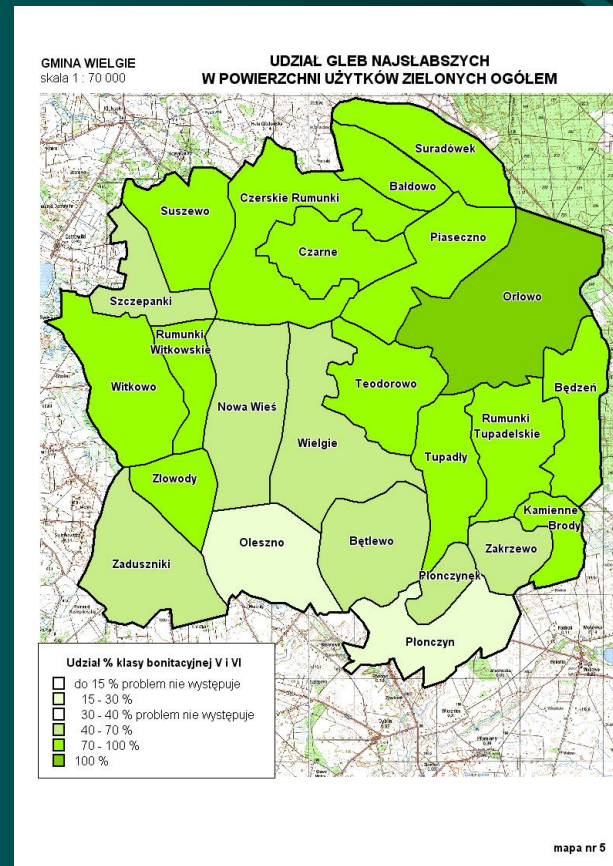 GMINA WIELGIE
skala 1 : 70 000
UDZIAŁ GLEB NAJSŁABSZYCH
W POWIERZCHNI UŻYTKÓW ZIELONYCH OGÓŁEM
Suradówek
Bałdowo
Czerskie Rumunki
Suszewo
Piaseczno
Czarne
Orłowo
Szczepanki
Rumunki
Witkowskie
Witkowo
Teodorowo
Będzeń
Nowa Wieś
Rumunki
Tupadelskie
Wielgie
Tupadły
Złowody
Kamienne
Brody
Oleszno
Bętlewo
Zakrzewo
Zaduszniki
Płonczynek
Płonczyn
Udział % klasy bonitacyjnej V i VI
do 15 % problem nie występuje
15 - 30 %
30 - 40 % problem nie występuje
40 - 70 %
70 - 100 %
100 %
mapa nr 5